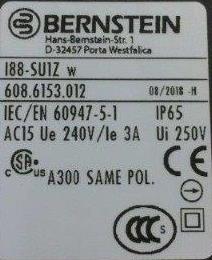 BERNSTEIN
Hans-Bernstein-Str. 1
D-32457 Porta Westfalica
I88-SU1Z w
608.6153.012 08/2018 -H
IEC/EN 60947-5-1 IP65
AC15 Ue 240V/Ie 3A Ui 250V
A300 SAME POL.